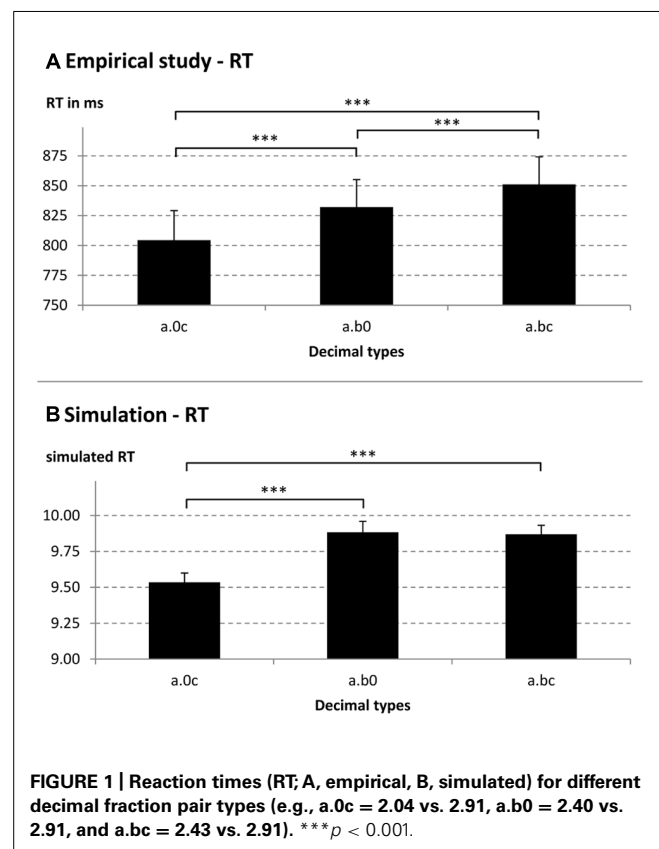 A Empirical study - RT
RT in ms
***
*** ***
875
850
825
800
775
750
a.0c a.b0 a.bc
Decimal types
B Simulation - RT
simulated RT
***
***
10.00
9.75
9.50
9.25
9.00
a.0c a.b0 a.bc
Decimal types
FIGURE 1 | Reaction times (RT; A, empirical, B, simulated) for different
decimal fraction pair types (e.g., a.0c = 2.04 vs. 2.91, a.b0 = 2.40 vs.
2.91, and a.bc = 2.43 vs. 2.91). ***p < 0.001.